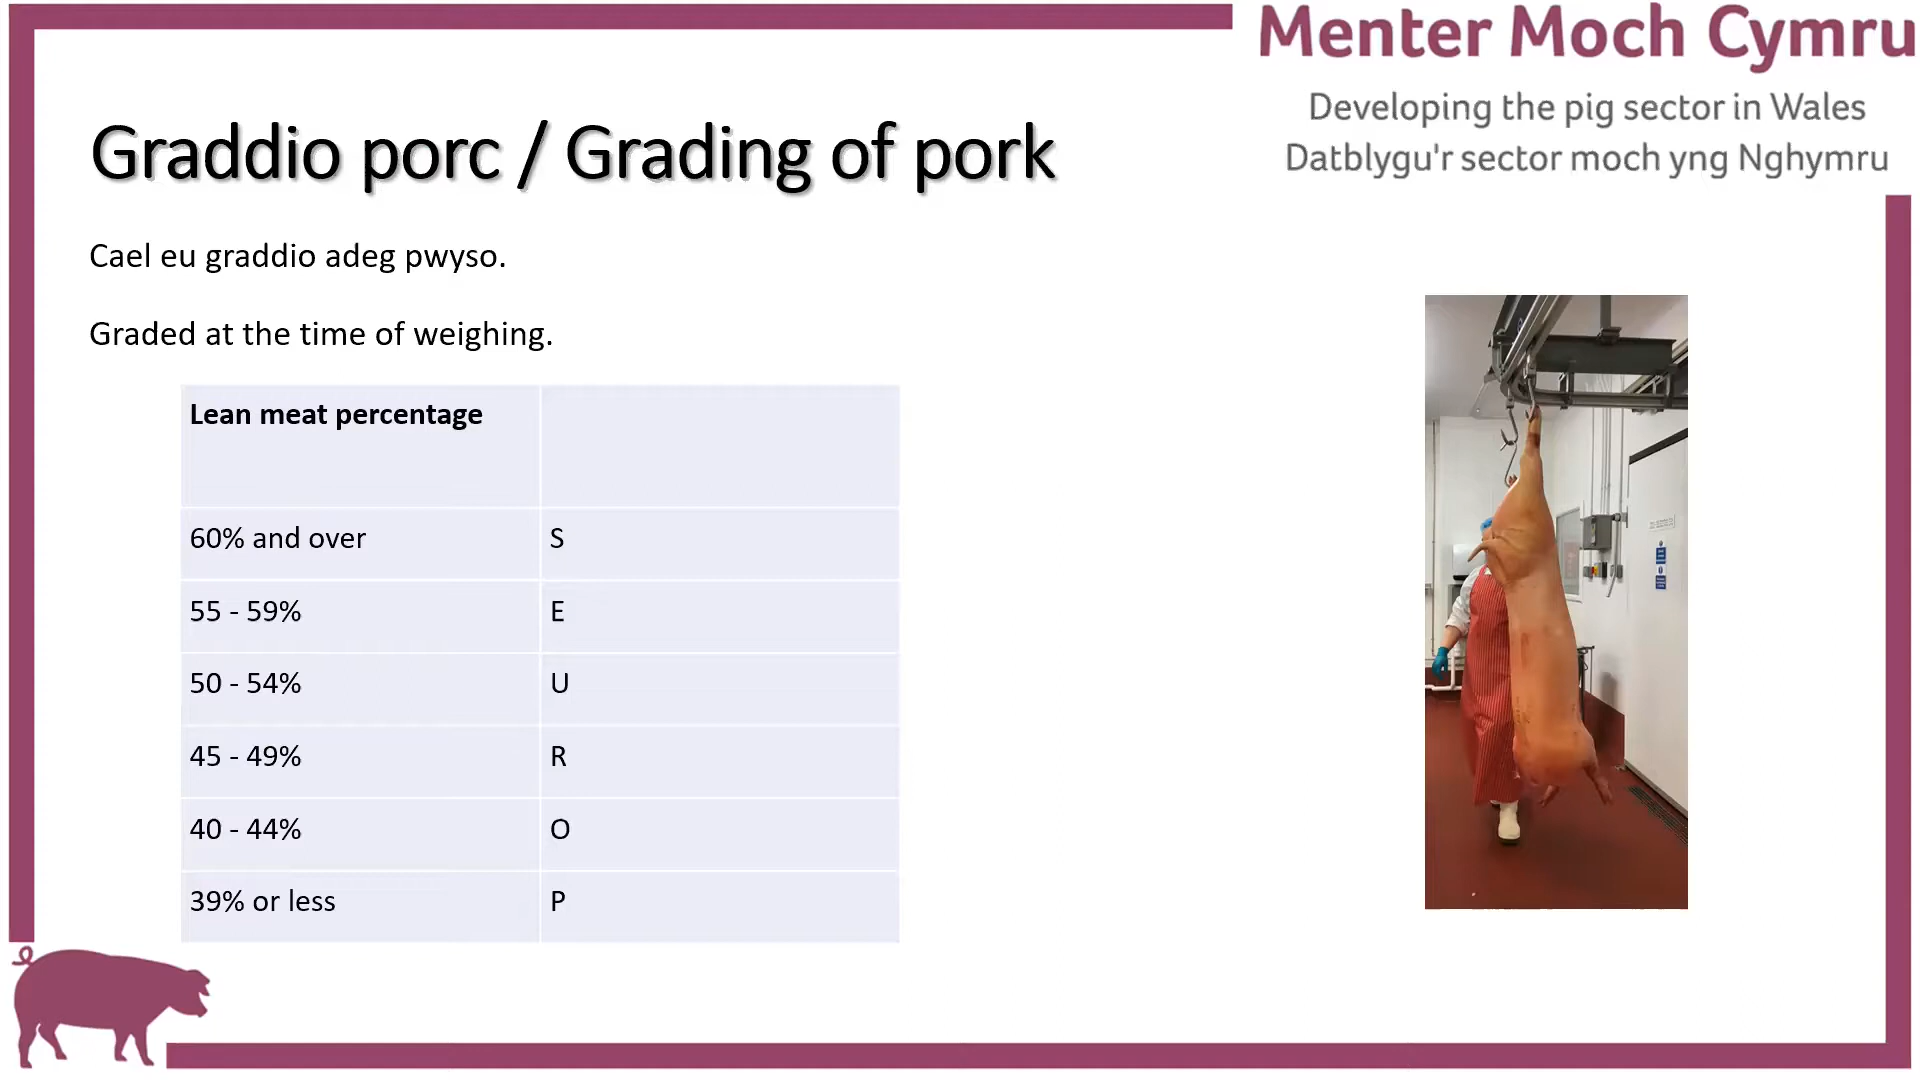 Menter Moch Cymru
Developing the pig sector in Wales
Datblygu'r sector moch yng Nghymru
Graddio porc / Grading of pork
Cael eu graddio adeg pwyso.
Graded at the time of weighing.
Lean meat percentage
60% and over S
55 - 59% E
50 - 54% U
45 - 49% R
40 - 44% O
39% or less P